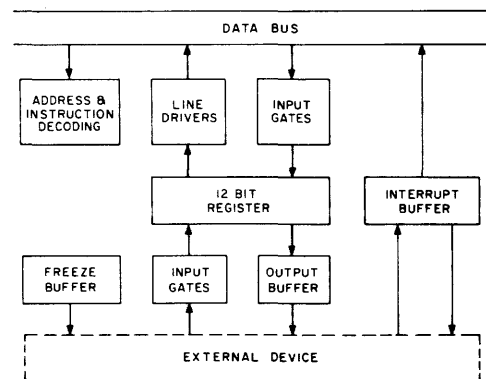 DATA BUS
ADDRESS &
INSTRUCTION
DECODING
LINE
DRIVERS
INPUT
GATES
12 BIT
REGISTER
INTERRUPT
BUFFER
FREEZE
BUFFER
INPUT
GATES
OUTPUT
BUFFER
EXTERNAL DEVICE